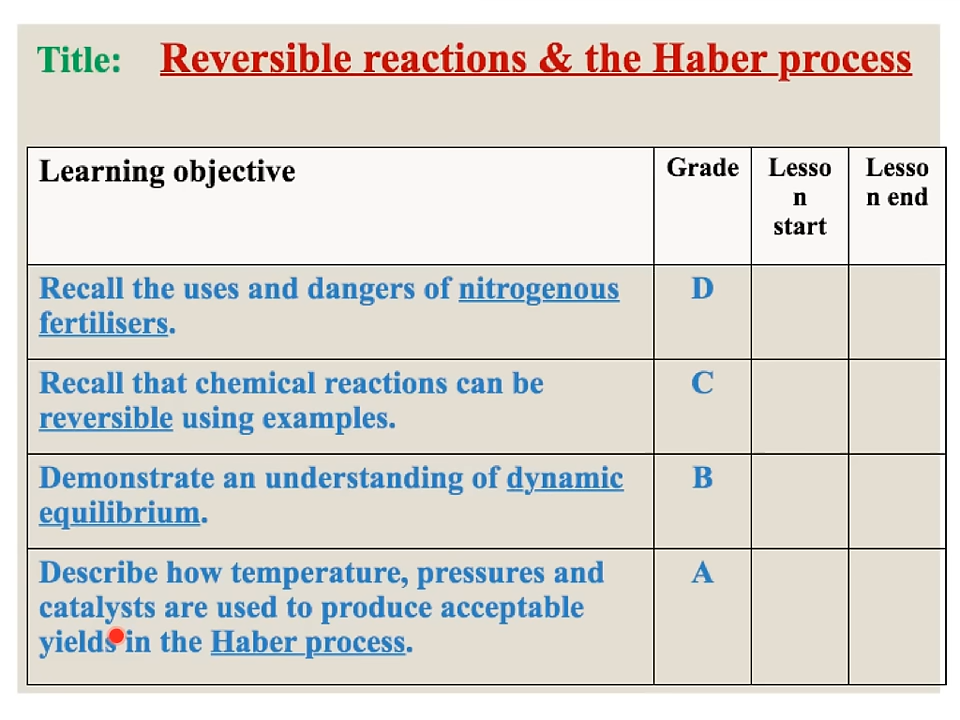 Title: Reversible reactions & the Haber process
Learning objective
Grade
Lesso
n
start
Lesso
n end
Recall the uses and dangers of nitrogenous
fertilisers.
D
Recall that chemical reactions can be
reversible using examples.
C
Demonstrate an understanding of dynamic
equilibrium.
B
Describe how temperature, pressures and
catalysts are used to produce acceptable
yields in the Haber process.
A